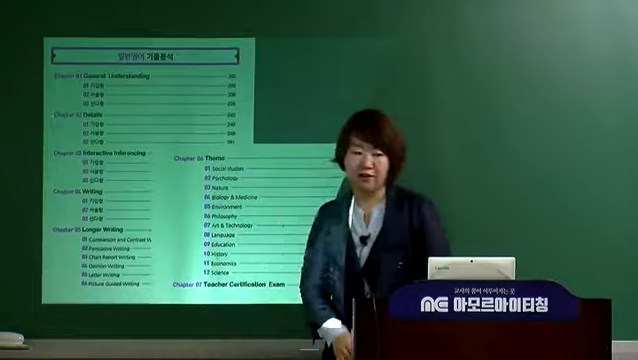 일반영어 기출분석
Chapter 01 General Understanding
01 기입형
02 서술형
03 선다형
Chapter 02 Details
01 기입형
02 서술형
03 선다형
Chapter 03 Interactive Inferencing
01 기입형
02 서술형
03 선다형
Chapter 04 Writing
01 기입형
02 서술형
03 선다형
Chapter 05 Longer Writing
01 Comparison and Contrast W
02 Persuasive Writing
03 Chart Report Writing
04 Opinion Writing
05 Letter Writing
06 Picture Guided Writing
Chapter 06 Theme
01 Social studies
02 Psychology
03 Nature
04 Biology & Medicine
05 Environment
06 Philosophy
07 Art & Technology
08 Language
09 Education
10 History
11 Economics
12 Science
Chapter 07 Teacher Certification Exam
교사의 꿈이 이루어지는 곳
아모르아이티칭